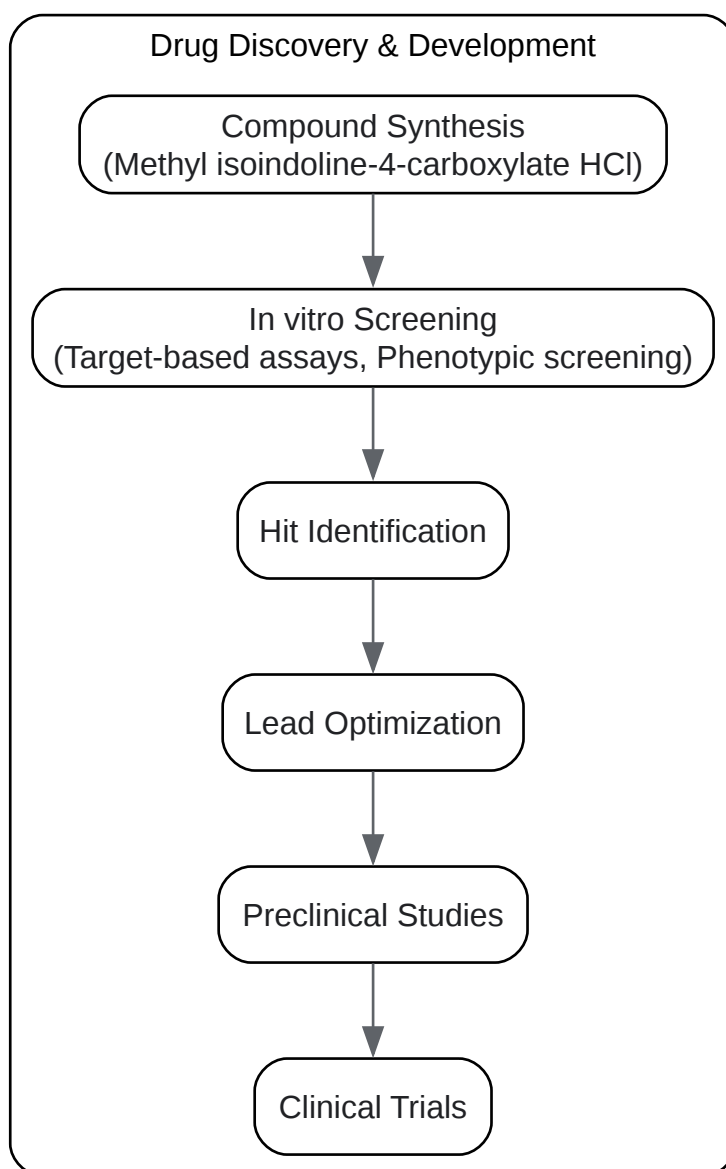 Drug Discovery & Development
Compound Synthesis
(Methyl isoindoline-4-carboxylate HCl)
In vitro Screening
(Target-based assays, Phenotypic screening)
Hit Identification
Lead Optimization
Preclinical Studies
Clinical Trials